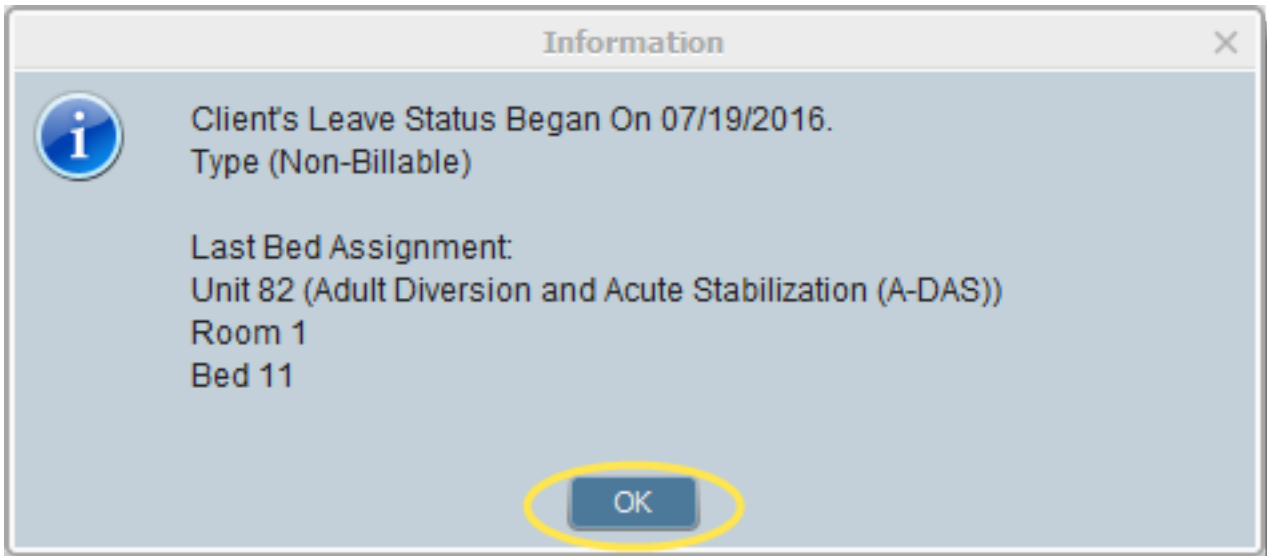 Information
Client's Leave Status Began On 07/19/2016.
Type (Non-Billable)
Last Bed Assignment:
Unit 82 (Adult Diversion and Acute Stabilization (A-DAS))
Room 1
Bed 11
OK